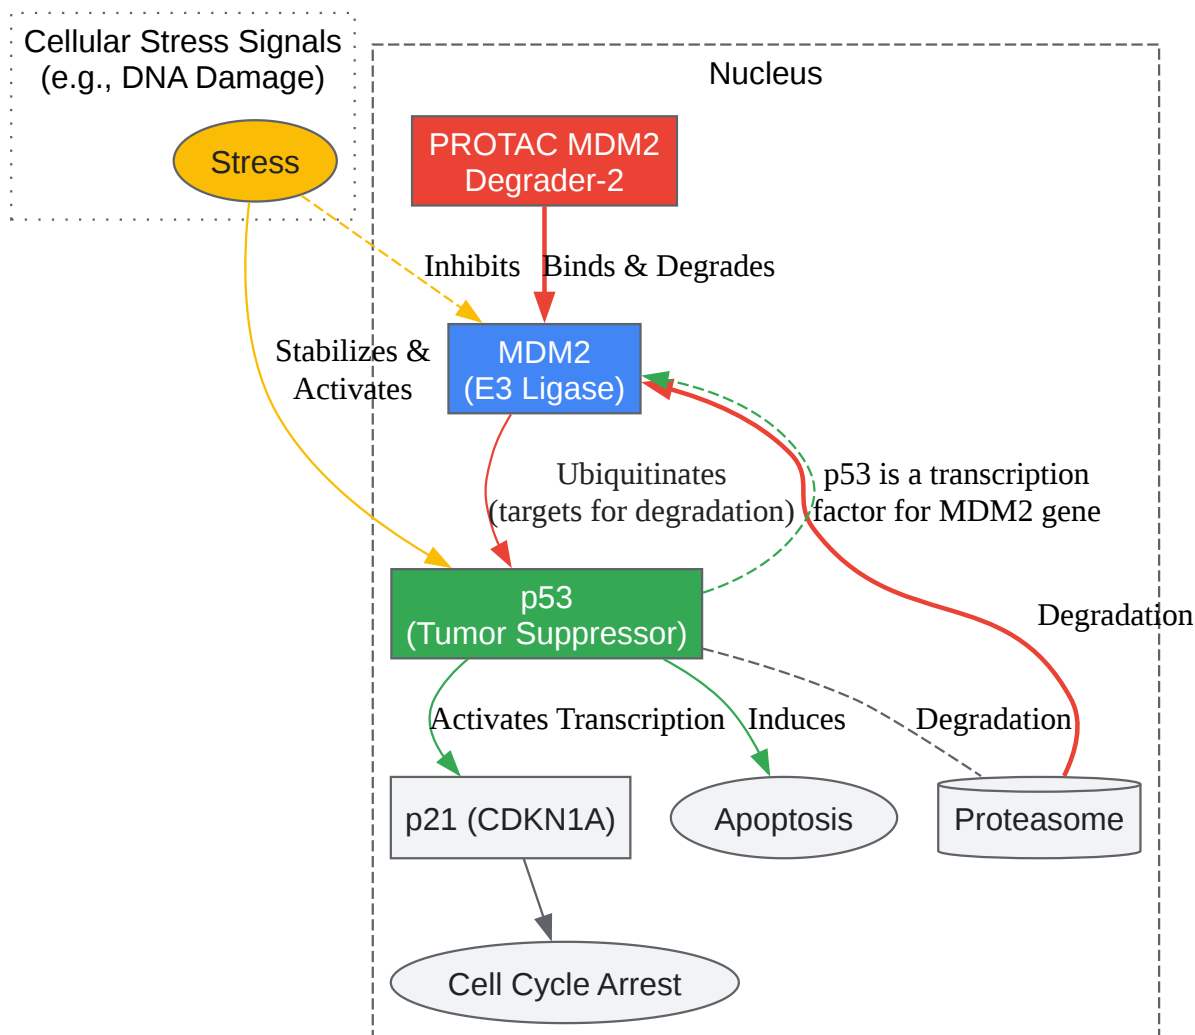 Cellular Stress Signals
(e.g., DNA Damage)
Nucleus
Stress
PROTAC MDM2
Degrader-2
Inhibits
Binds & Degrades
Stabilizes &
Activates
MDM2
(E3 Ligase)
Ubiquitinates
(targets for degradation)
p53 is a transcription
factor for MDM2 gene
p53
(Tumor Suppressor)
Degradation
Activates Transcription
Induces
Degradation
p21 (CDKN1A)
Apoptosis
Proteasome
Cell Cycle Arrest